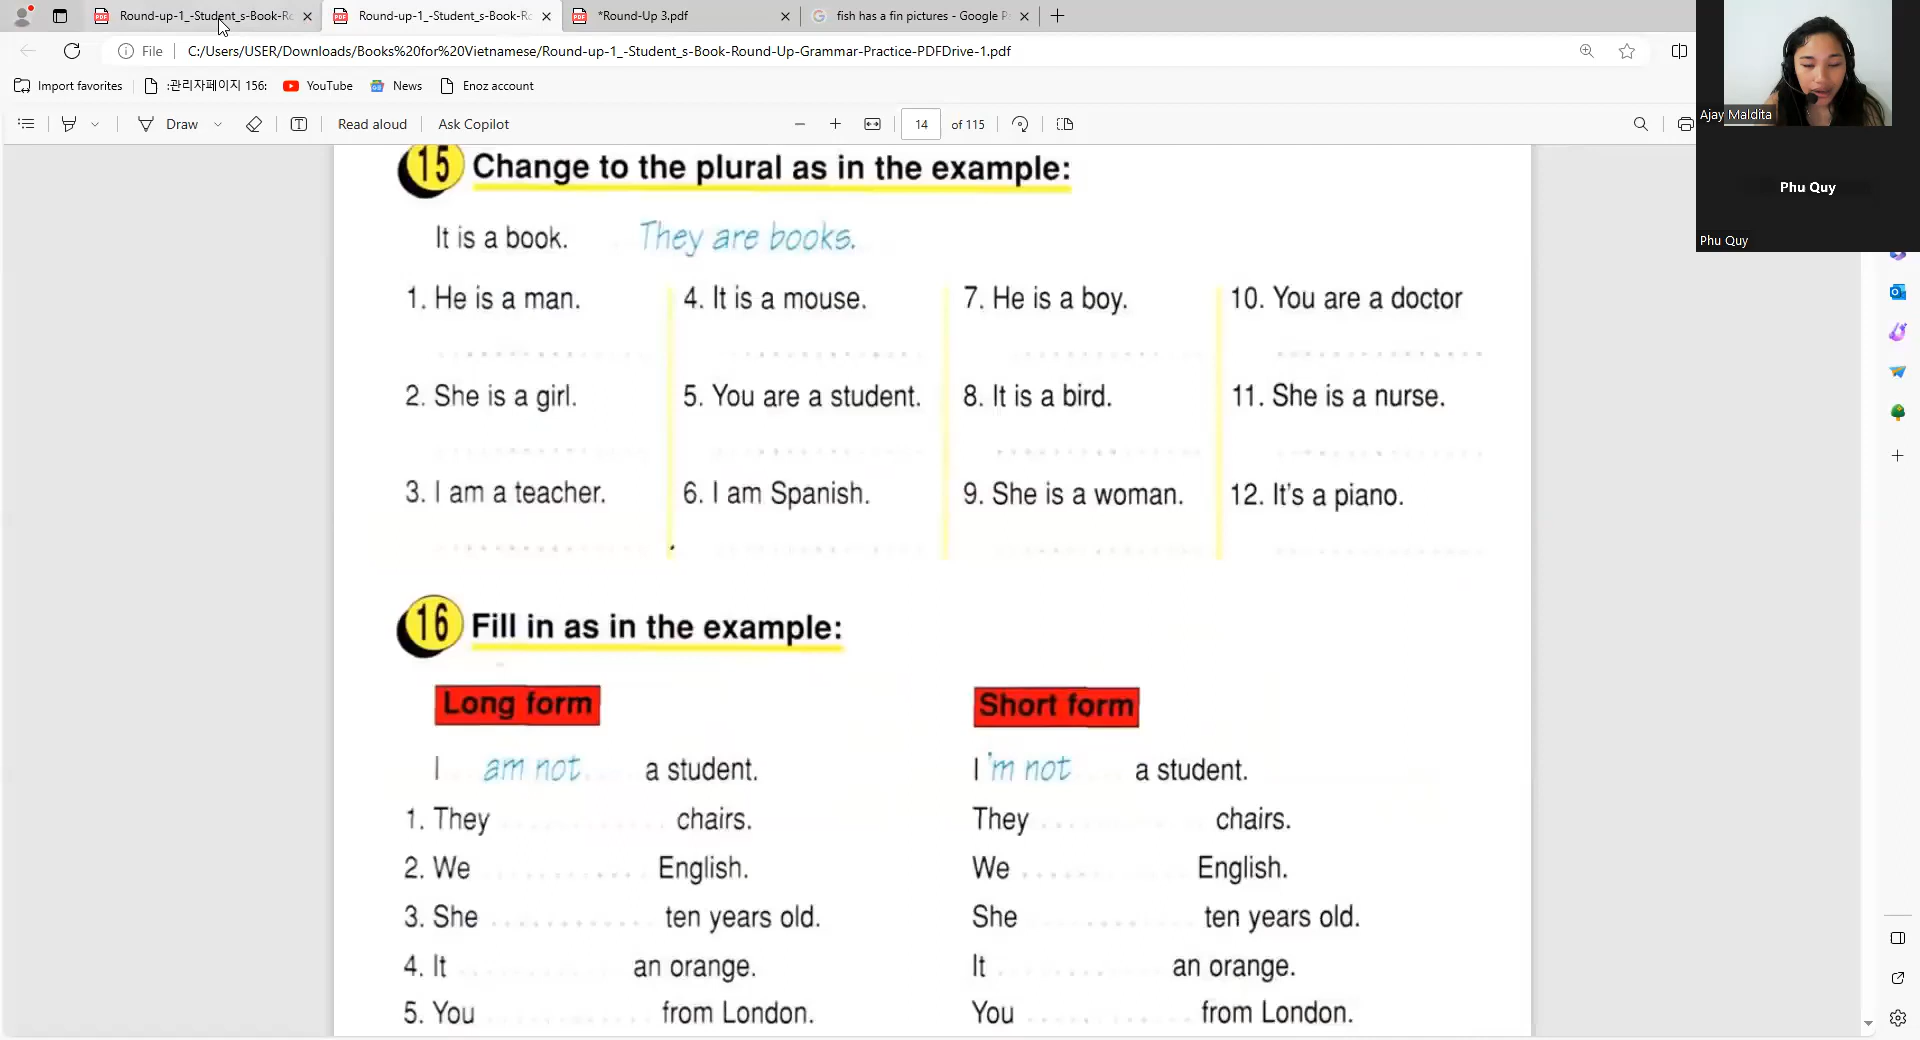 Round-up-1_-Student_s-Book-Ro
Round-up-1_-Student_s-Book-Ro
*Round-Up 3.pdf
fish has a fin pictures - Google
File
C:/Users/USER/Downloads/Books%20for%20Vietnamese/Round-up-1_-Student_s-Book-Round-Up-Grammar-Practice-PDFDrive-1.pdf
Import favorites
:관리자페이지 156:
YouTube
News
Enoz account
Draw
Read aloud
Ask Copilot
14
of 115
Ajay Maldita
Phu Quy
Phu Quy
15 Change to the plural as in the example:
It is a book. They are books.
1. He is a man.
4. It is a mouse.
7. He is a boy.
10. You are a doctor
2. She is a girl.
5. You are a student.
8. It is a bird.
11. She is a nurse.
3. I am a teacher.
6. I am Spanish.
9. She is a woman.
12. It's a piano.
16 Fill in as in the example:
Long form
Short form
I am not a student.
I 'm not a student.
1. They chairs.
They chairs.
2. We English.
We English.
3. She ten years old.
She ten years old.
4. It an orange.
It an orange.
5. You from London.
You from London.